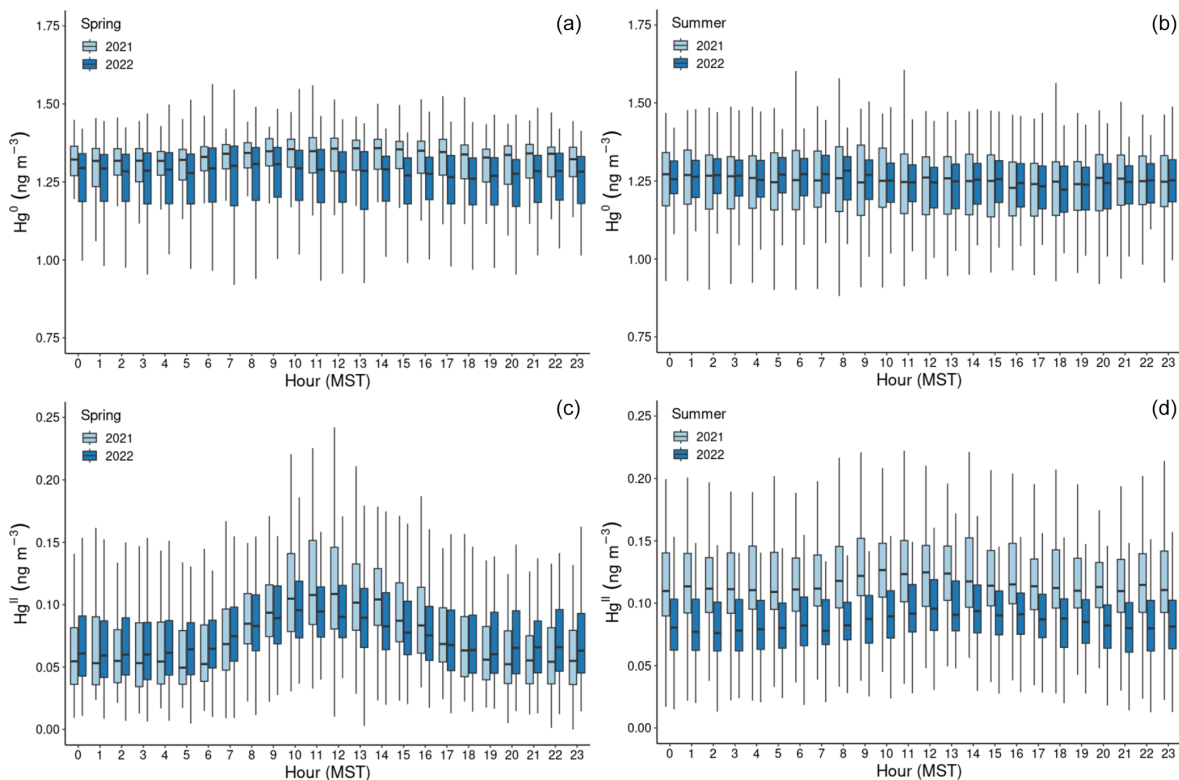 (a)
Spring
2021
2022
Hg⁰ (ng m⁻³)
1.75
1.50
1.25
1.00
0.75
0 1 2 3 4 5 6 7 8 9 10 11 12 13 14 15 16 17 18 19 20 21 22 23
Hour (MST)
(b)
Summer
2021
2022
Hg⁰ (ng m⁻³)
1.75
1.50
1.25
1.00
0.75
0 1 2 3 4 5 6 7 8 9 10 11 12 13 14 15 16 17 18 19 20 21 22 23
Hour (MST)
(c)
Spring
2021
2022
Hgᴵᴵ (ng m⁻³)
0.25
0.20
0.15
0.10
0.05
0.00
0 1 2 3 4 5 6 7 8 9 10 11 12 13 14 15 16 17 18 19 20 21 22 23
Hour (MST)
(d)
Summer
2021
2022
Hgᴵᴵ (ng m⁻³)
0.25
0.20
0.15
0.10
0.05
0.00
0 1 2 3 4 5 6 7 8 9 10 11 12 13 14 15 16 17 18 19 20 21 22 23
Hour (MST)